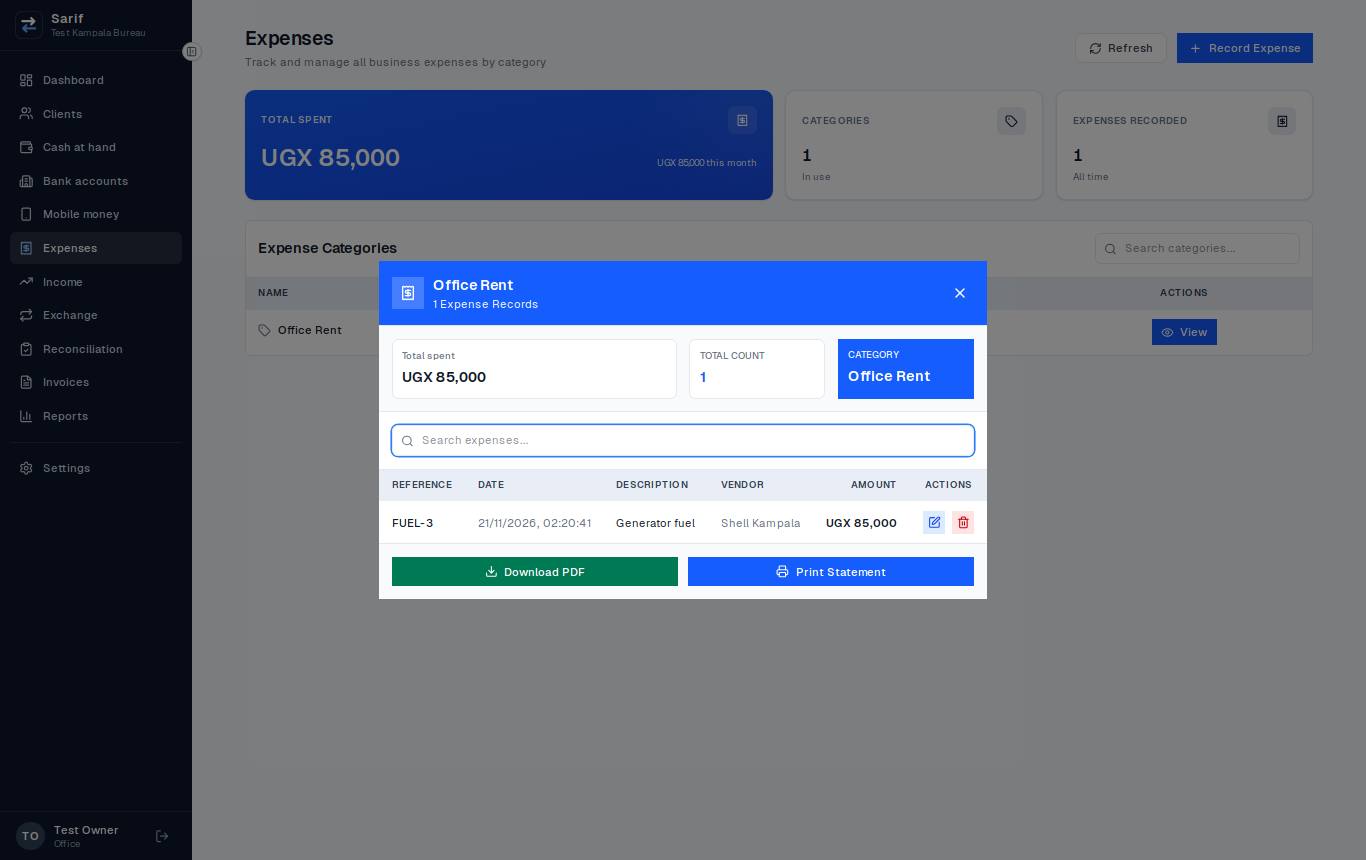 Sarif
Test Kampala Bureau
Dashboard
Clients
Cash at hand
Bank accounts
Mobile money
Expenses
Income
Exchange
Reconciliation
Invoices
Reports
Settings
TO
Test Owner
Office
Expenses
Track and manage all business expenses by category
Refresh
Record Expense
TOTAL SPENT
UGX 85,000
UGX 85,000 this month
CATEGORIES
1
In use
EXPENSES RECORDED
1
All time
Expense Categories
Search categories...
NAME
ACTIONS
Office Rent
View
Office Rent
1 Expense Records
Total spent
UGX 85,000
TOTAL COUNT
1
CATEGORY
Office Rent
Search expenses...
REFERENCE DATE DESCRIPTION VENDOR AMOUNT ACTIONS
FUEL-3 21/11/2026, 02:20:41 Generator fuel Shell Kampala UGX 85,000
Download PDF
Print Statement